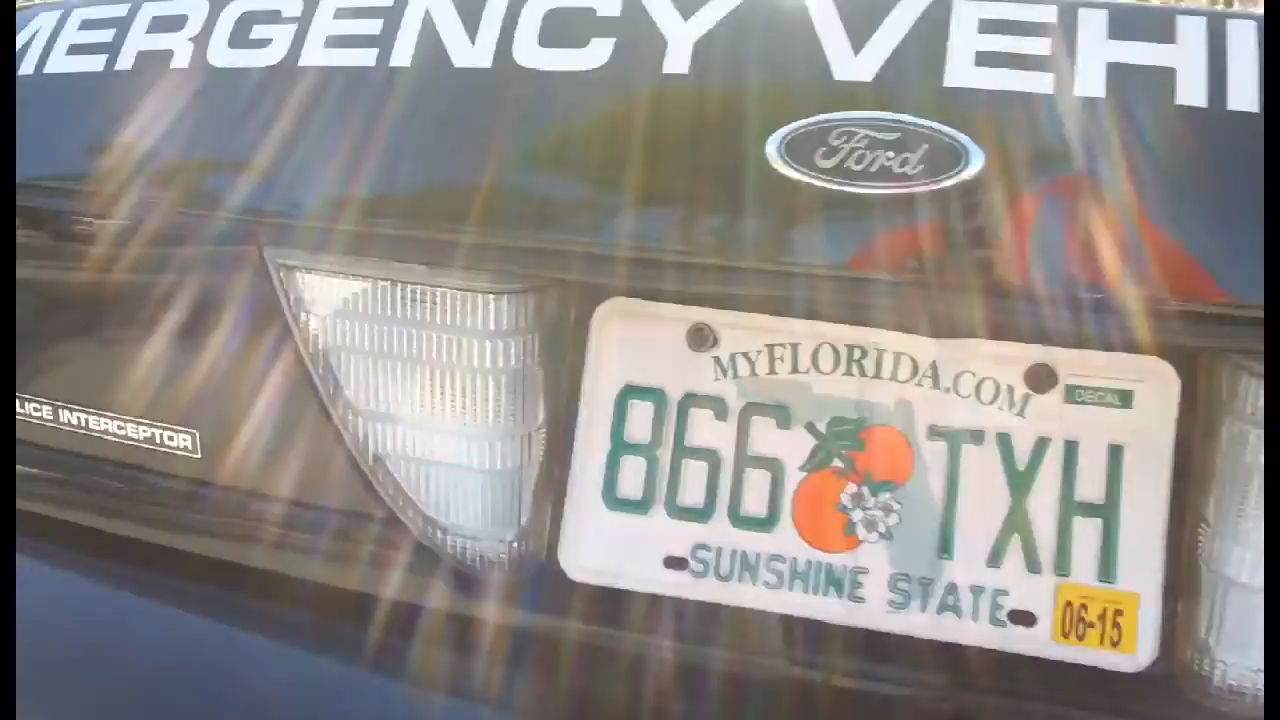 MERGENCY VEHI
Ford
MYFLORIDA.COM
DECAL
866 TXH
LICE INTERCEPTOR
SUNSHINE STATE
06-15